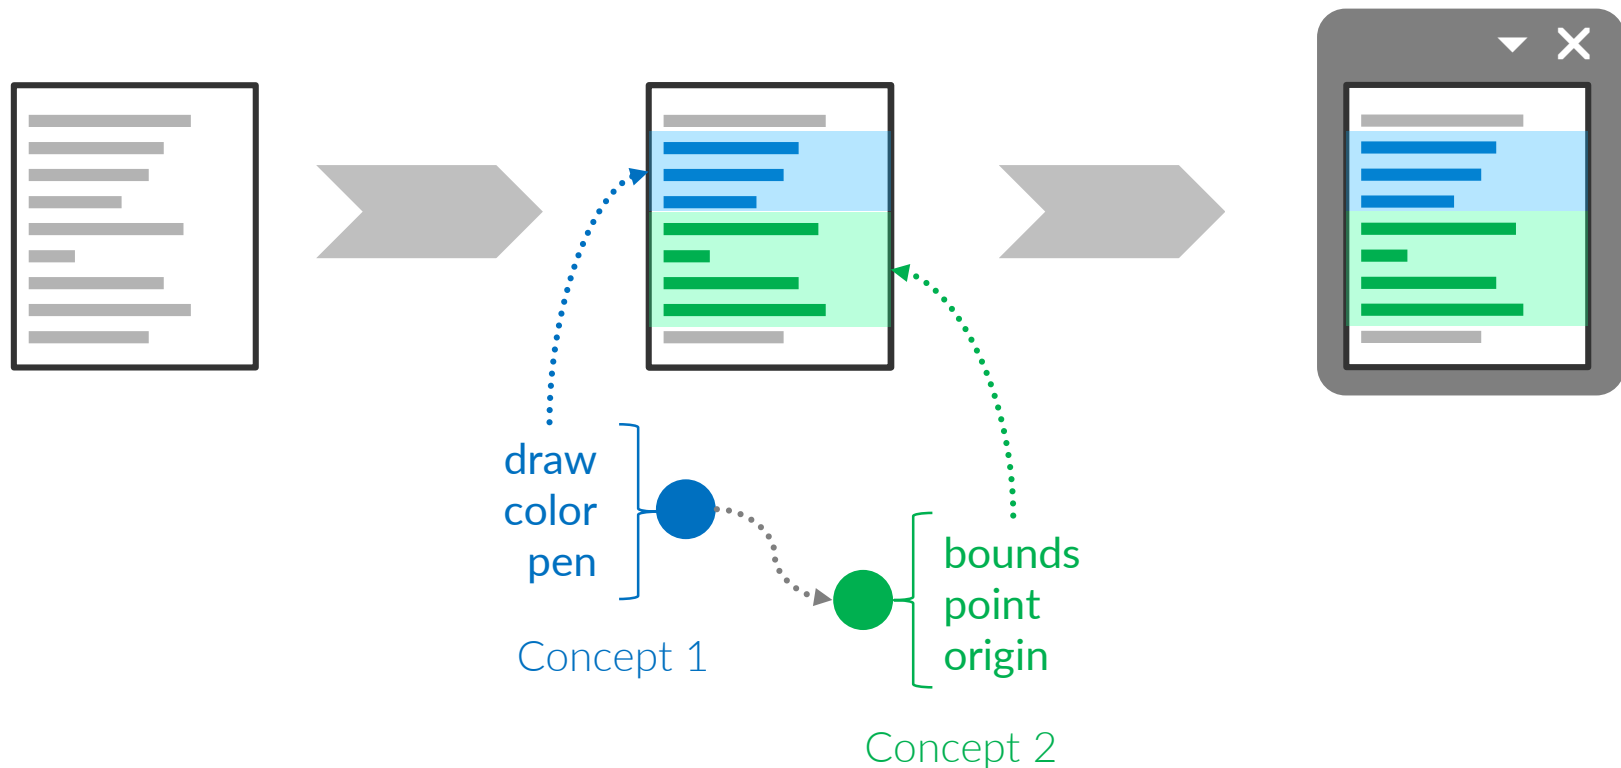 draw
color
pen
Concept 1
bounds
point
origin
Concept 2